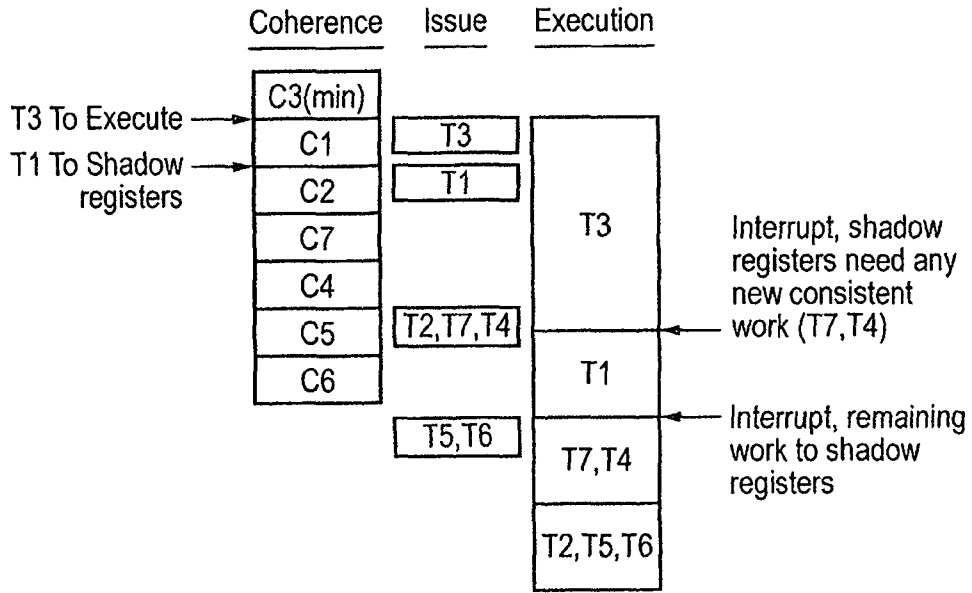 Coherence Issue Execution
C3(min)
T3 To Execute
C1
T3
T1 To Shadow
registers
C2
T1
C7
T3
C4
Interrupt, shadow
registers need any
new consistent
work (T7,T4)
C5
T2,T7,T4
C6
T1
T5,T6
Interrupt, remaining
work to shadow
registers
T7,T4
T2,T5,T6